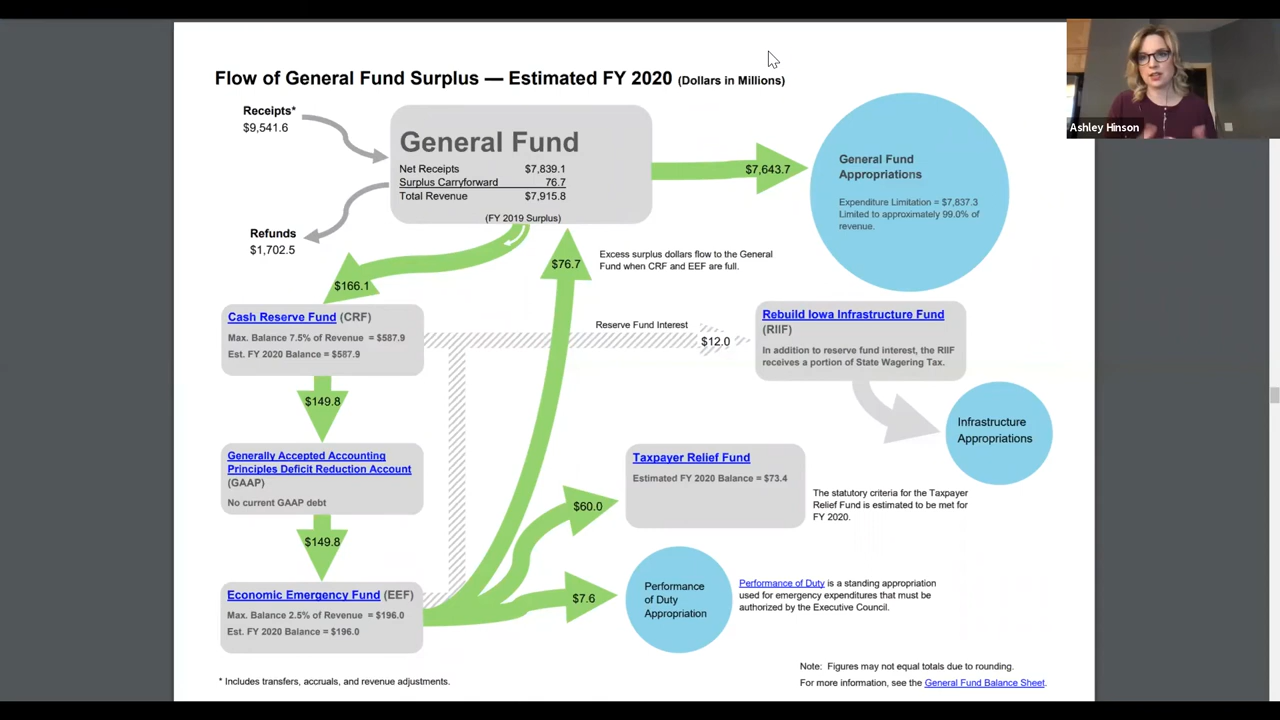 Flow of General Fund Surplus — Estimated FY 2020 (Dollars in Millions)
Ashley Hinson
Receipts*
$9,541.6
General Fund
Net Receipts $7,839.1
Surplus Carryforward 76.7
Total Revenue $7,915.8
(FY 2019 Surplus)
$7,643.7
General Fund
Appropriations
Expenditure Limitation = $7,837.3
Limited to approximately 99.0% of
revenue.
Refunds
$1,702.5
$166.1
$76.7
Excess surplus dollars flow to the General
Fund when CRF and EEF are full.
Cash Reserve Fund (CRF)
Max. Balance 7.5% of Revenue = $587.9
Est. FY 2020 Balance = $587.9
Reserve Fund Interest
$12.0
Rebuild Iowa Infrastructure Fund
(RIIF)
In addition to reserve fund interest, the RIIF
receives a portion of State Wagering Tax.
$149.8
Infrastructure
Appropriations
Generally Accepted Accounting
Principles Deficit Reduction Account
(GAAP)
No current GAAP debt
Taxpayer Relief Fund
Estimated FY 2020 Balance = $73.4
The statutory criteria for the Taxpayer
Relief Fund is estimated to be met for
FY 2020.
$60.0
$149.8
Economic Emergency Fund (EEF)
Max. Balance 2.5% of Revenue = $196.0
Est. FY 2020 Balance = $196.0
$7.6
Performance
of Duty
Appropriation
Performance of Duty is a standing appropriation
used for emergency expenditures that must be
authorized by the Executive Council.
* Includes transfers, accruals, and revenue adjustments.
Note: Figures may not equal totals due to rounding.
For more information, see the General Fund Balance Sheet.